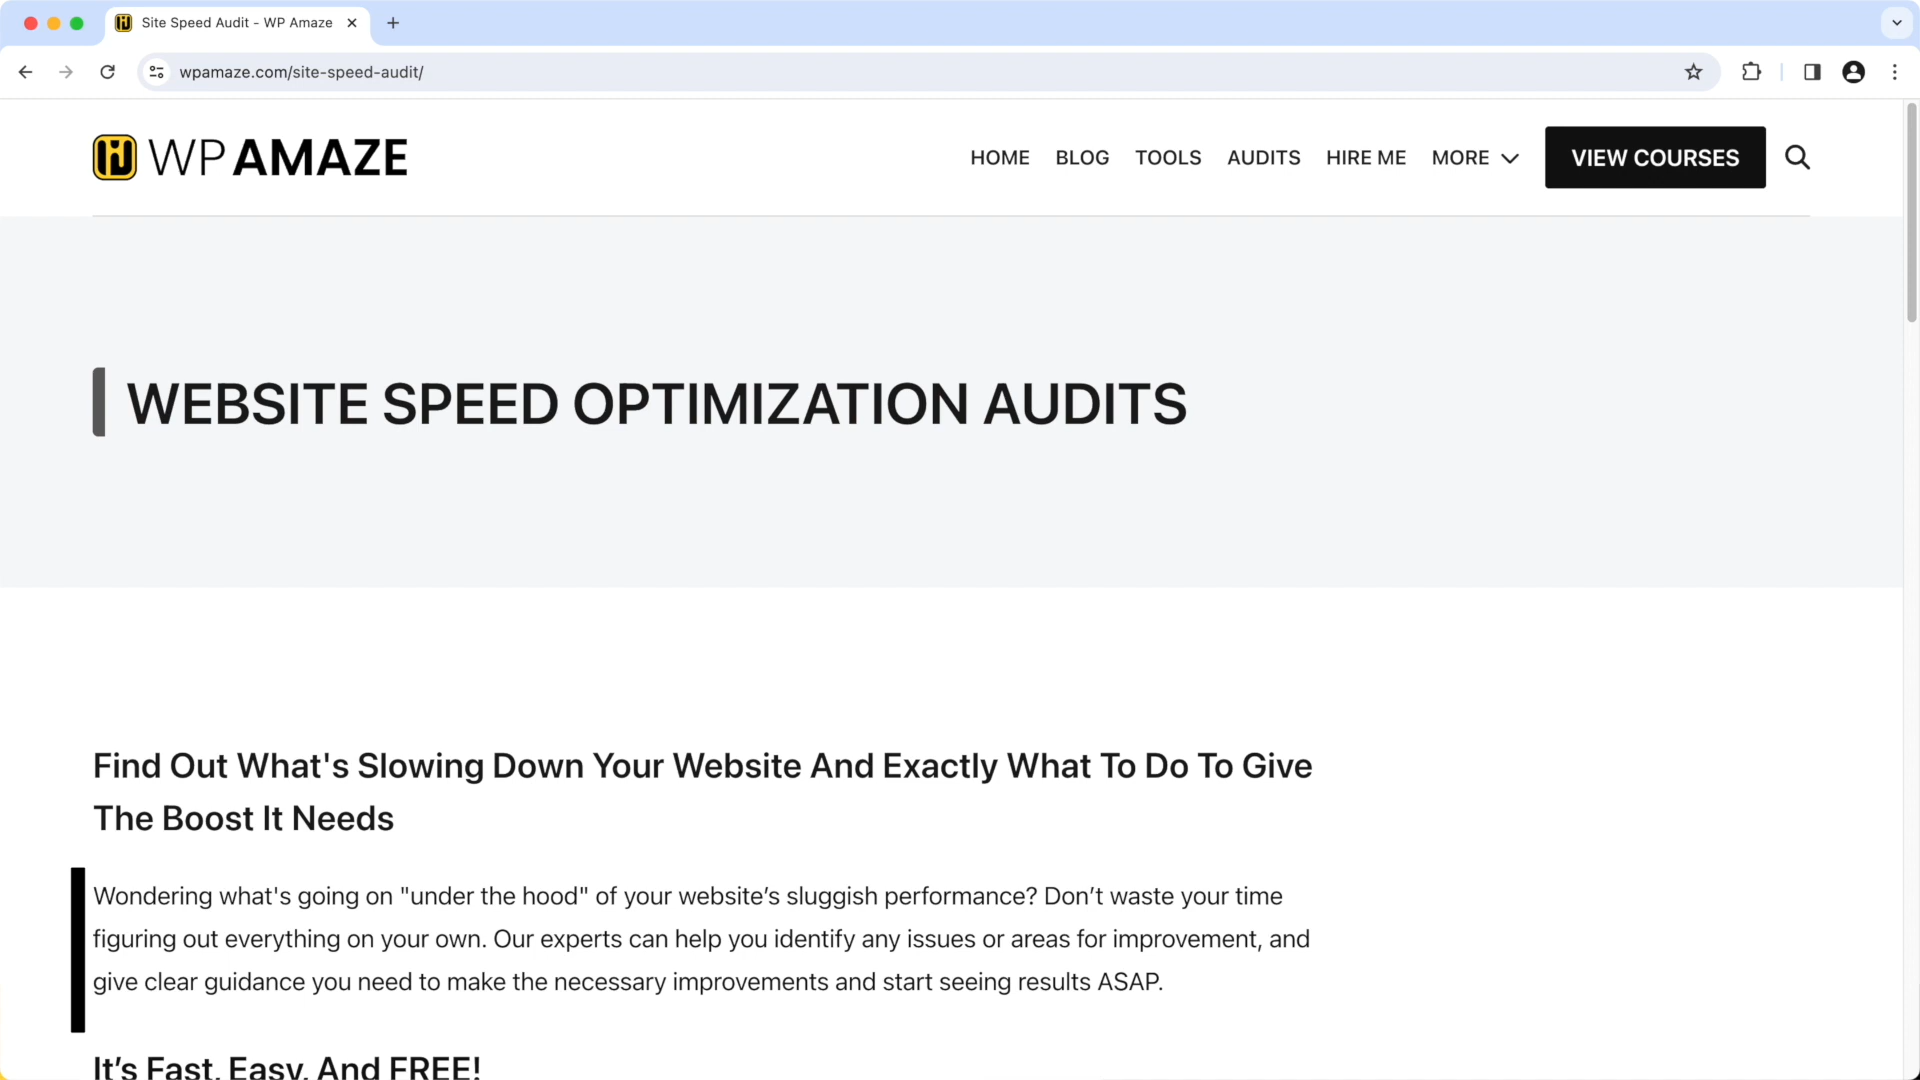 Site Speed Audit - WP Amaze
wpamaze.com/site-speed-audit/
WP AMAZE
HOME BLOG TOOLS AUDITS HIRE ME MORE VIEW COURSES
WEBSITE SPEED OPTIMIZATION AUDITS
Find Out What's Slowing Down Your Website And Exactly What To Do To Give
The Boost It Needs
Wondering what's going on "under the hood" of your website’s sluggish performance? Don’t waste your time
figuring out everything on your own. Our experts can help you identify any issues or areas for improvement, and
give clear guidance you need to make the necessary improvements and start seeing results ASAP.
It’s Fast, Easy, And FREE!